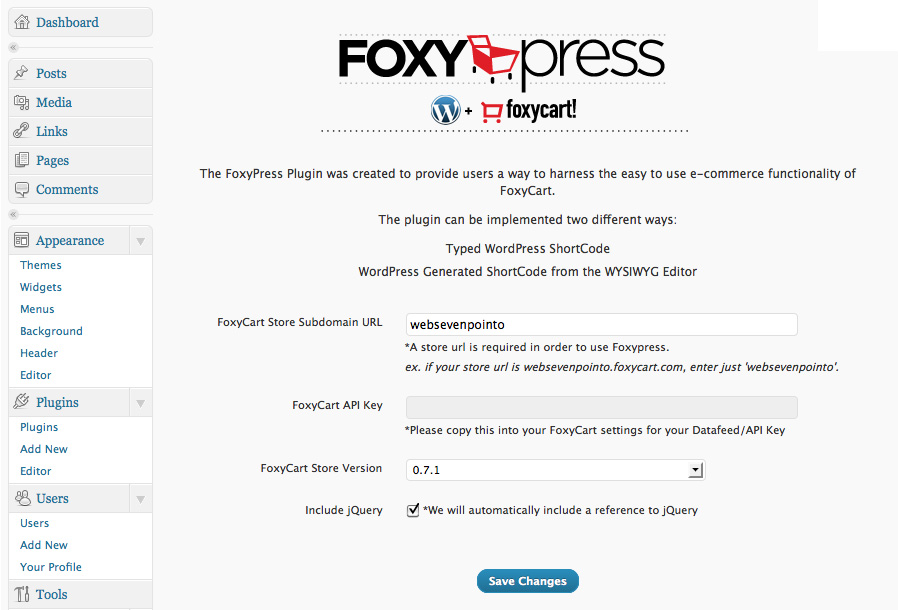 Dashboard
Posts
Media
Links
Pages
Comments
Appearance
Themes
Widgets
Menus
Background
Header
Editor
Plugins
Plugins
Add New
Editor
Users
Users
Add New
Your Profile
Tools
FOXYpress
W + foxycart!
The FoxyPress Plugin was created to provide users a way to harness the easy to use e-commerce functionality of
FoxyCart.
The plugin can be implemented two different ways:
Typed WordPress ShortCode
WordPress Generated ShortCode from the WYSIWYG Editor
FoxyCart Store Subdomain URL websevenpointo
*A store url is required in order to use Foxypress.
ex. if your store url is websevenpointo.foxycart.com, enter just 'websevenpointo'.
FoxyCart API Key
*Please copy this into your FoxyCart settings for your Datafeed/API Key
FoxyCart Store Version 0.7.1
Include jQuery *We will automatically include a reference to jQuery
Save Changes